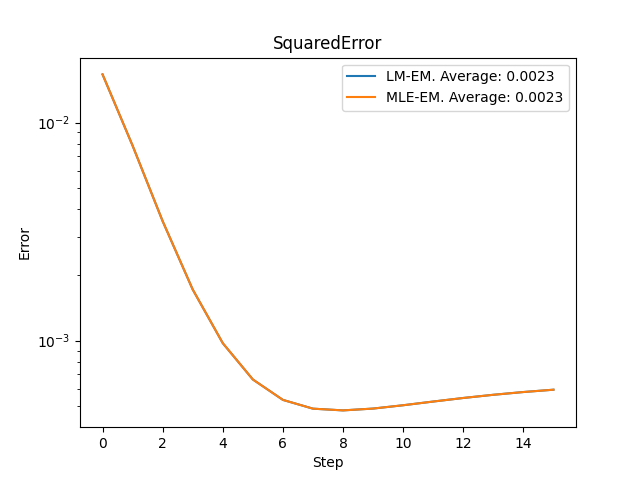 SquaredError
LM-EM. Average: 0.0023
MLE-EM. Average: 0.0023
10⁻²
10⁻³
Error
0 2 4 6 8 10 12 14
Step